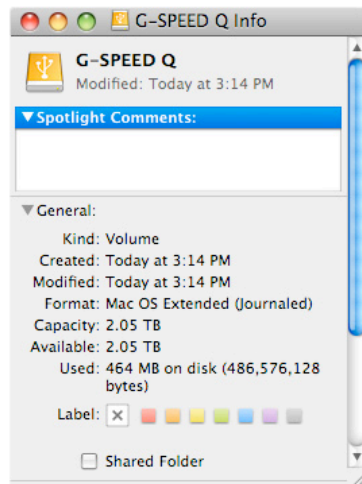 G-SPEED Q Info
G-SPEED Q
Modified: Today at 3:14 PM
Spotlight Comments:
General:
Kind: Volume
Created: Today at 3:14 PM
Modified: Today at 3:14 PM
Format: Mac OS Extended (Journaled)
Capacity: 2.05 TB
Available: 2.05 TB
Used: 464 MB on disk (486,576,128
bytes)
Label:
Shared Folder